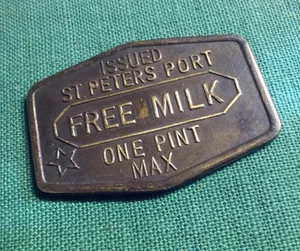 ISSUED
ST PETERS PORT
FREE MILK
ONE PINT
MAX